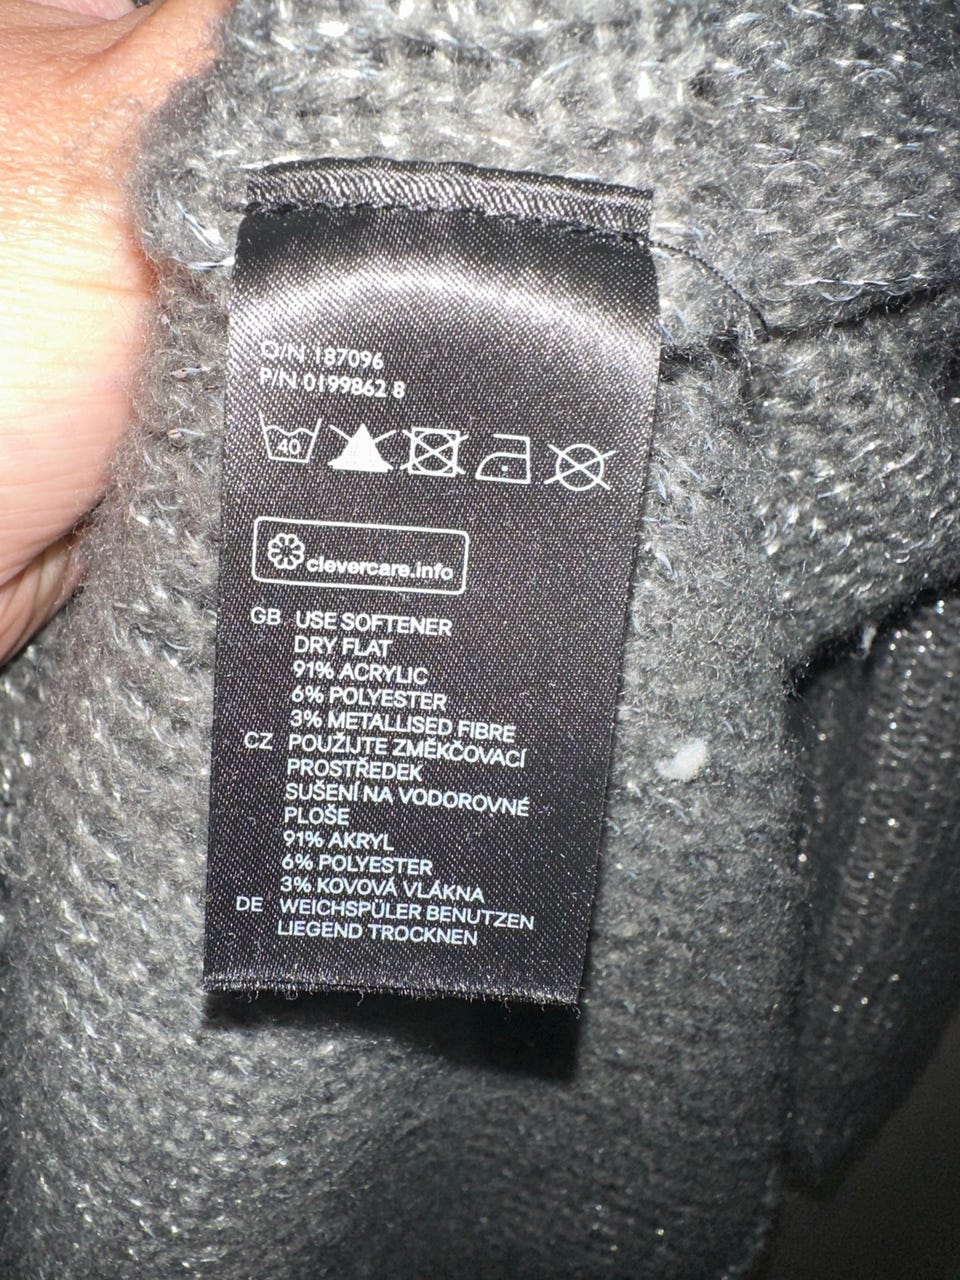 O/N 187096
P/N 0199862 8
40
clevercare.info
GB USE SOFTENER
DRY FLAT
91% ACRYLIC
6% POLYESTER
3% METALLISED FIBRE
CZ POUŽIJTE ZMĚKČOVACÍ
PROSTŘEDEK
SUŠENÍ NA VODOROVNÉ
PLOŠE
91% AKRYL
6% POLYESTER
3% KOVOVÁ VLÁKNA
DE WEICHSPÜLER BENUTZEN
LIEGEND TROCKNEN